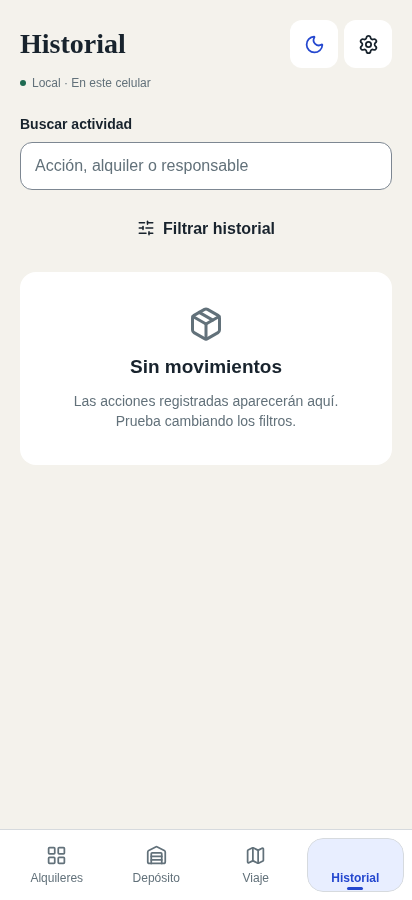 Historial
Local · En este celular
Buscar actividad
Acción, alquiler o responsable
Filtrar historial
Sin movimientos
Las acciones registradas aparecerán aquí.
Prueba cambiando los filtros.
Alquileres
Depósito
Viaje
Historial